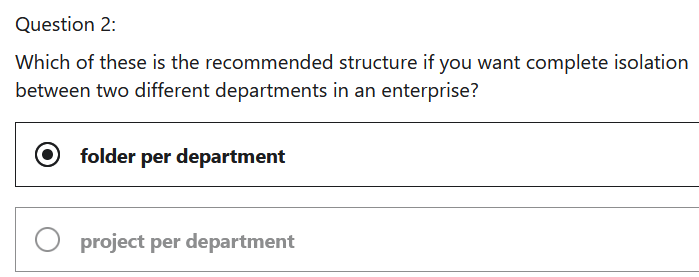 Question 2:
Which of these is the recommended structure if you want complete isolation
between two different departments in an enterprise?
folder per department
project per department